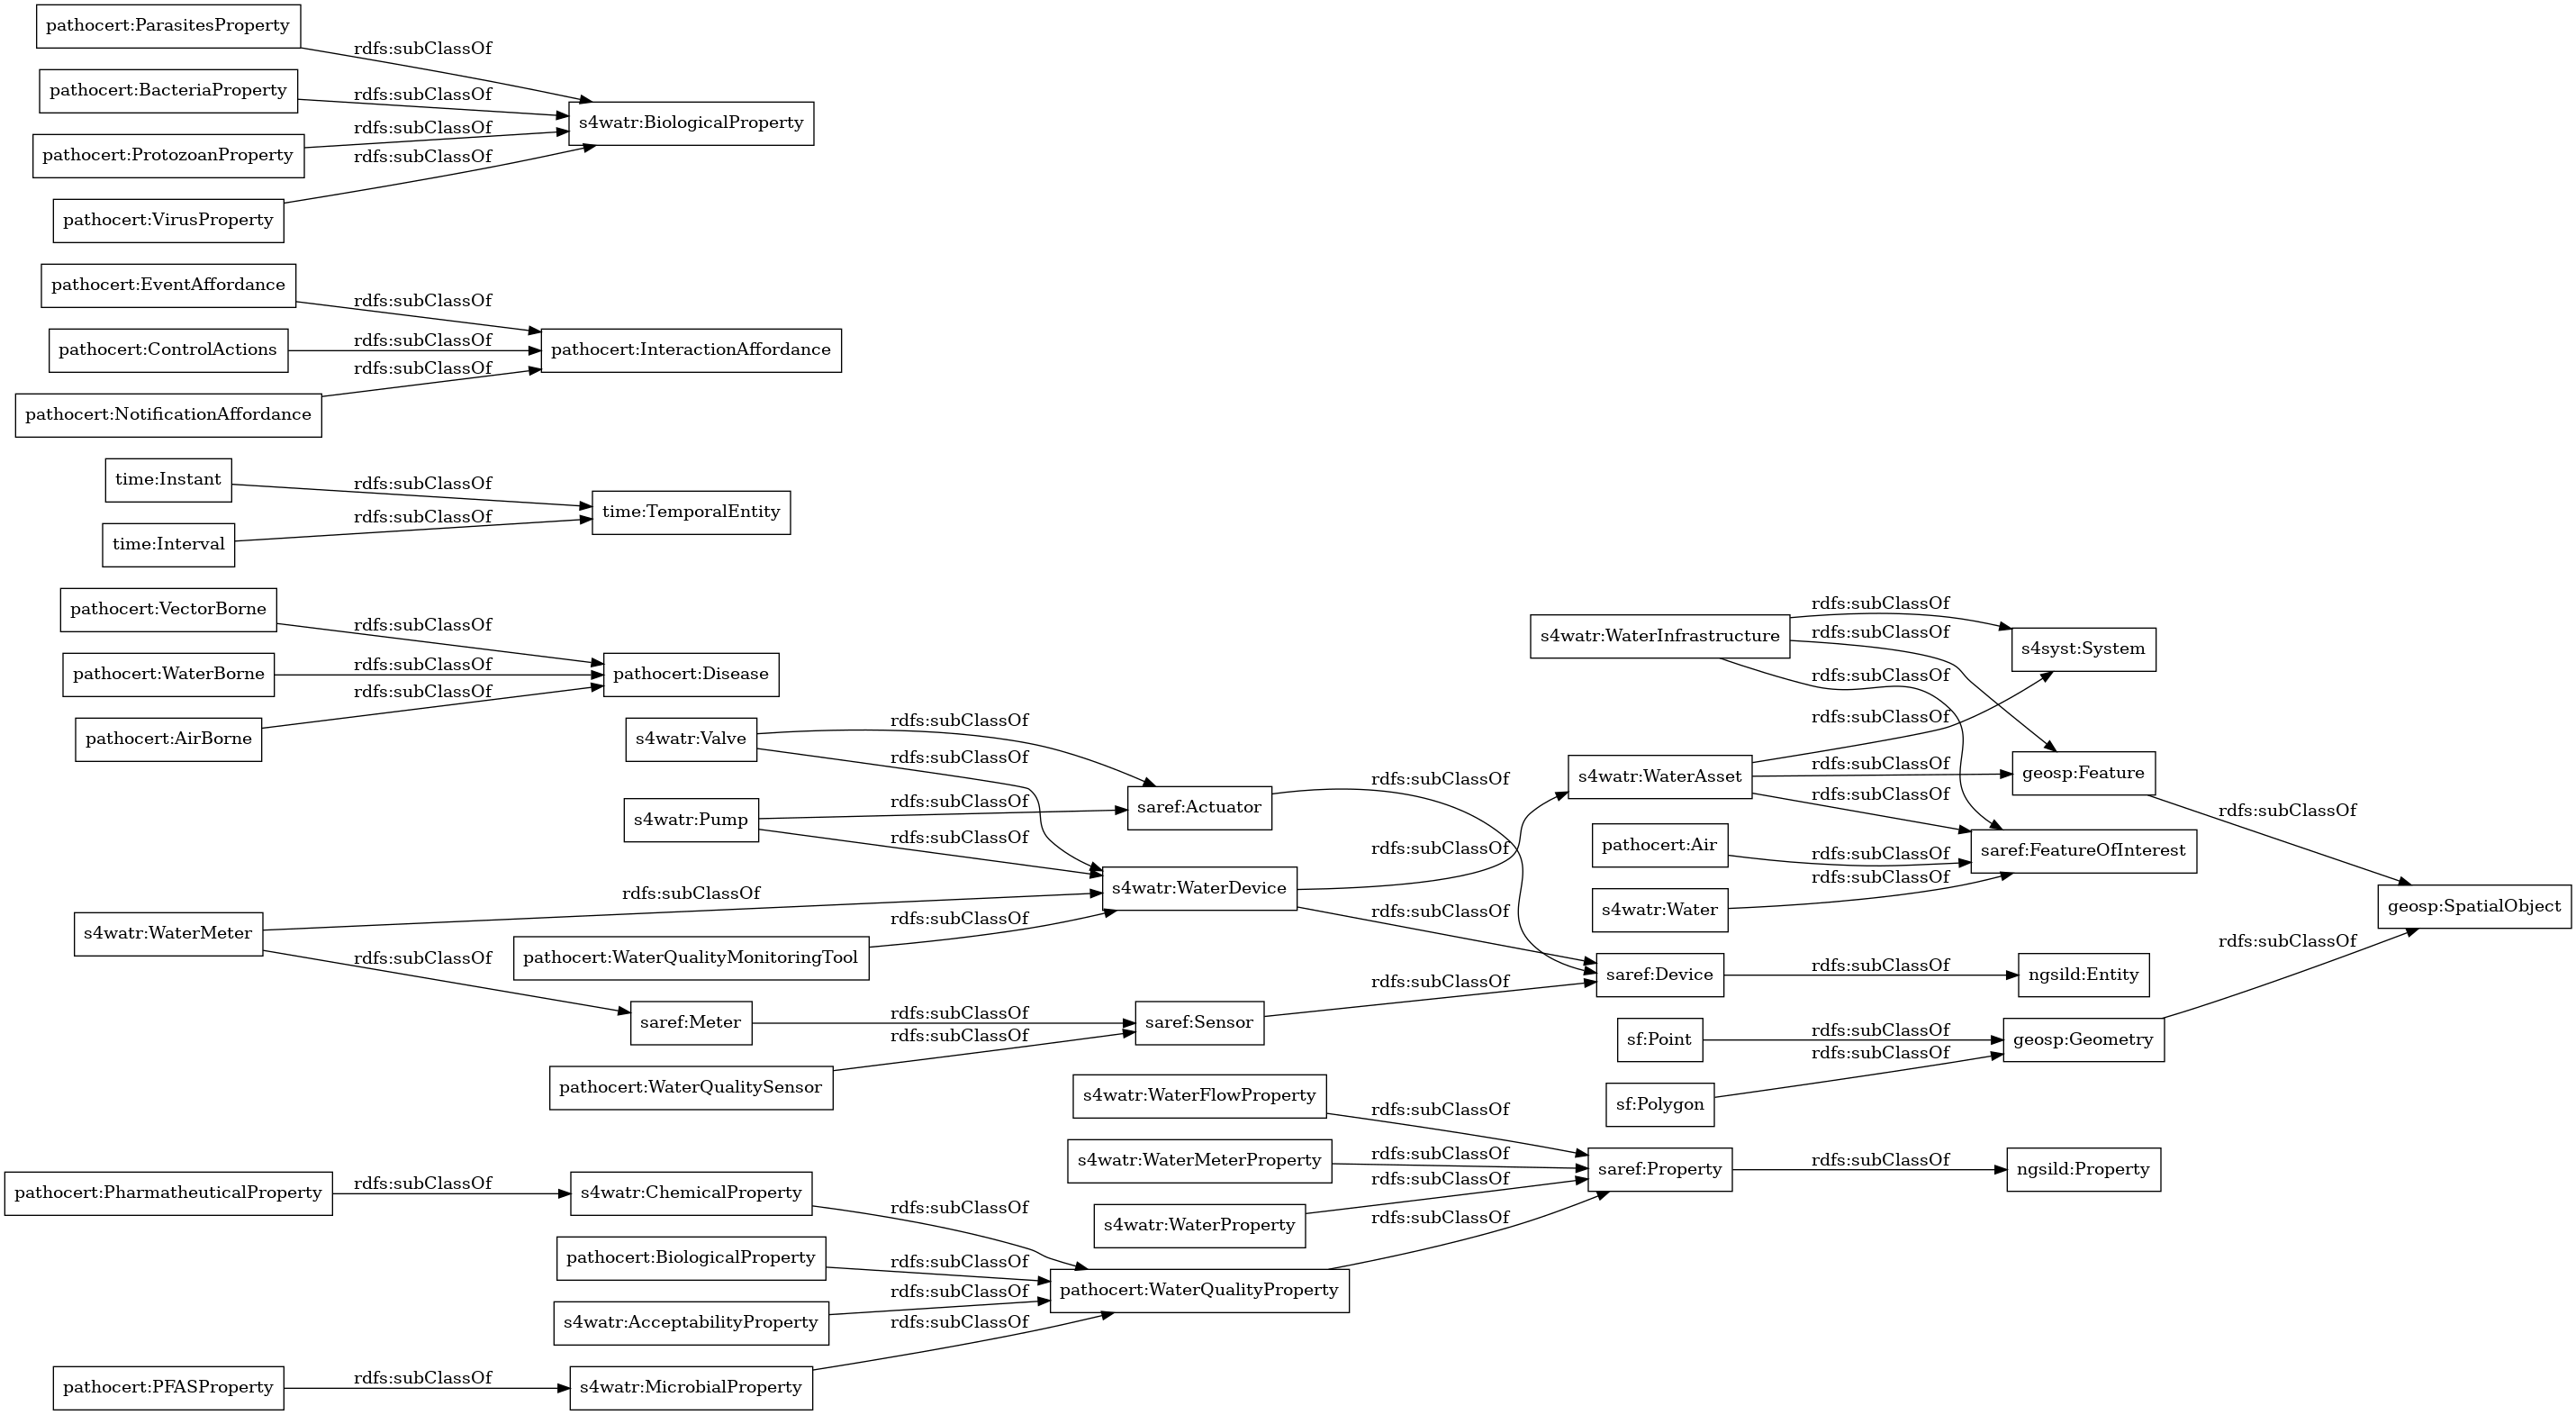 pathocert:ParasitesProperty
rdfs:subClassOf
pathocert:BacteriaProperty
rdfs:subClassOf
s4watr:BiologicalProperty
rdfs:subClassOf
pathocert:ProtozoanProperty
rdfs:subClassOf
pathocert:VirusProperty
pathocert:EventAffordance
rdfs:subClassOf
pathocert:ControlActions
rdfs:subClassOf
pathocert:InteractionAffordance
rdfs:subClassOf
pathocert:NotificationAffordance
time:Instant
rdfs:subClassOf
time:TemporalEntity
rdfs:subClassOf
time:Interval
pathocert:VectorBorne
rdfs:subClassOf
pathocert:WaterBorne
rdfs:subClassOf
pathocert:Disease
rdfs:subClassOf
pathocert:AirBorne
s4watr:Valve
rdfs:subClassOf
rdfs:subClassOf
s4watr:Pump
rdfs:subClassOf
rdfs:subClassOf
saref:Actuator
rdfs:subClassOf
s4watr:WaterMeter
rdfs:subClassOf
rdfs:subClassOf
s4watr:WaterDevice
rdfs:subClassOf
rdfs:subClassOf
pathocert:WaterQualityMonitoringTool
rdfs:subClassOf
saref:Meter
rdfs:subClassOf
saref:Sensor
rdfs:subClassOf
pathocert:WaterQualitySensor
rdfs:subClassOf
s4watr:WaterInfrastructure
rdfs:subClassOf
rdfs:subClassOf
rdfs:subClassOf
s4syst:System
s4watr:WaterAsset
rdfs:subClassOf
rdfs:subClassOf
rdfs:subClassOf
geosp:Feature
rdfs:subClassOf
pathocert:Air
rdfs:subClassOf
saref:FeatureOfInterest
s4watr:Water
rdfs:subClassOf
geosp:SpatialObject
saref:Device
rdfs:subClassOf
ngsild:Entity
rdfs:subClassOf
sf:Point
rdfs:subClassOf
geosp:Geometry
sf:Polygon
rdfs:subClassOf
s4watr:WaterFlowProperty
rdfs:subClassOf
s4watr:WaterMeterProperty
rdfs:subClassOf
saref:Property
rdfs:subClassOf
ngsild:Property
s4watr:WaterProperty
rdfs:subClassOf
rdfs:subClassOf
pathocert:PharmatheuticalProperty
rdfs:subClassOf
s4watr:ChemicalProperty
rdfs:subClassOf
pathocert:BiologicalProperty
rdfs:subClassOf
pathocert:WaterQualityProperty
s4watr:AcceptabilityProperty
rdfs:subClassOf
rdfs:subClassOf
pathocert:PFASProperty
rdfs:subClassOf
s4watr:MicrobialProperty